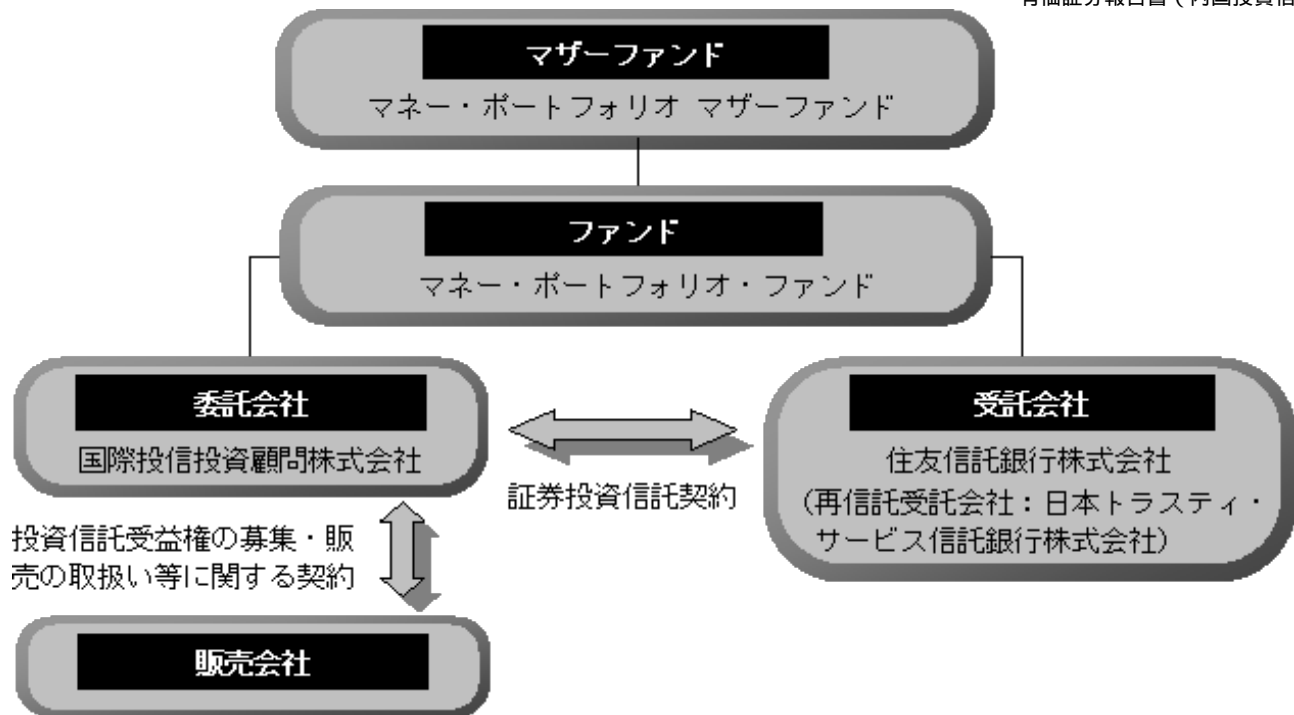 有価証券報告書(内国投資信
マザーファンド
マネー・ポートフォリオ マザーファンド
ファンド
マネー・ポートフォリオ・ファンド
委託会社
国際投信投資顧問株式会社
受託会社
住友信託銀行株式会社
(再信託受託会社:日本トラスティ・
サービス信託銀行株式会社)
証券投資信託契約
投資信託受益権の募集・販
売の取扱い等に関する契約
販売会社